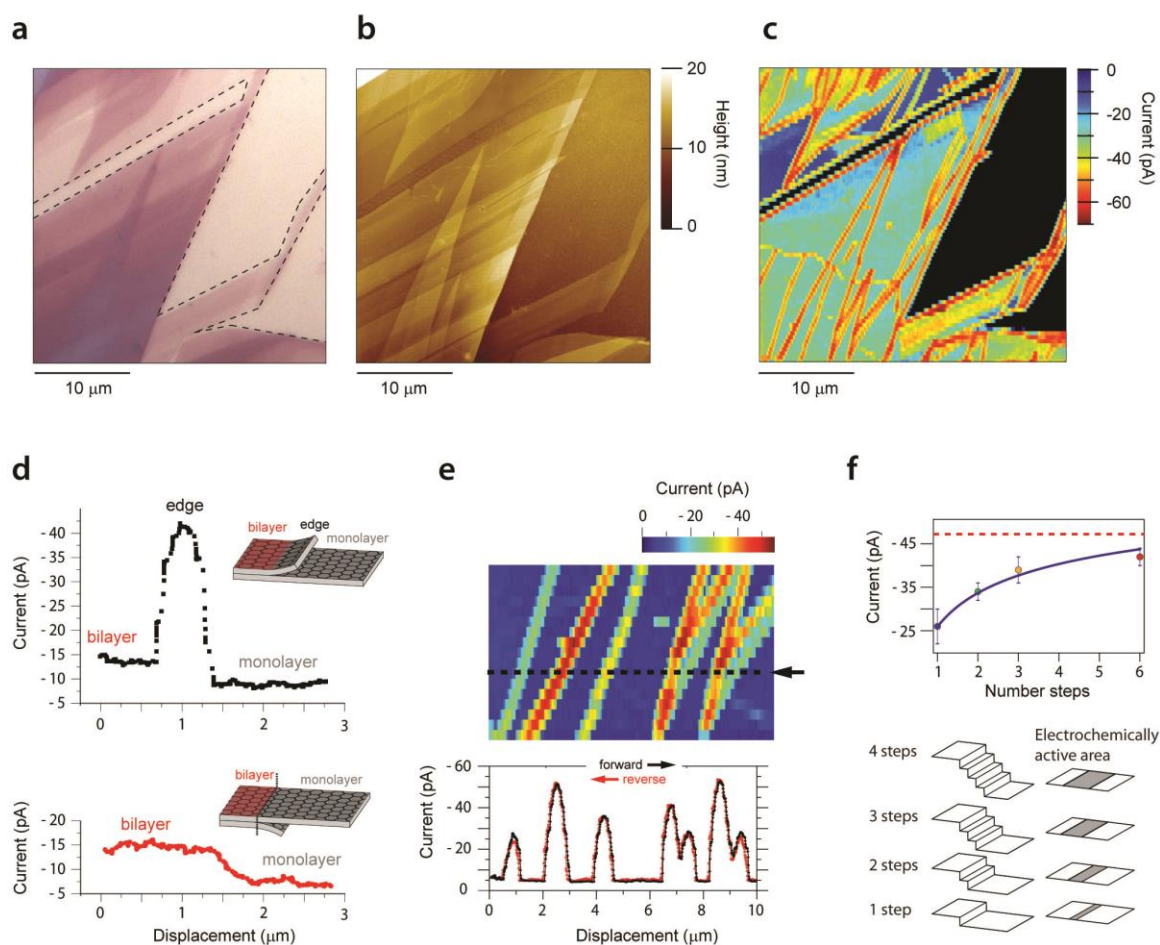 a
b
c
20
10
0
Height (nm)
0
-20
-40
-60
Current (pA)
10 μm
10 μm
10 μm
d
edge
bilayer
edge
monolayer
bilayer
monolayer
- 40
- 35
- 30
- 25
- 20
- 15
- 10
- 5
Current (pA)
0
1
2
3
bilayer
monolayer
bilayer
monolayer
- 20
- 15
- 10
- 5
Current (pA)
0
1
2
3
Displacement (μm)
e
Current (pA)
0
- 20
- 40
forward
reverse
- 60
- 40
- 20
0
Current (pA)
0
2
4
6
8
10
Displacement (μm)
f
-45
-35
-25
Current (pA)
1
2
3
4
5
6
Number steps
Electrochemically
active area
4 steps
3 steps
2 steps
1 step